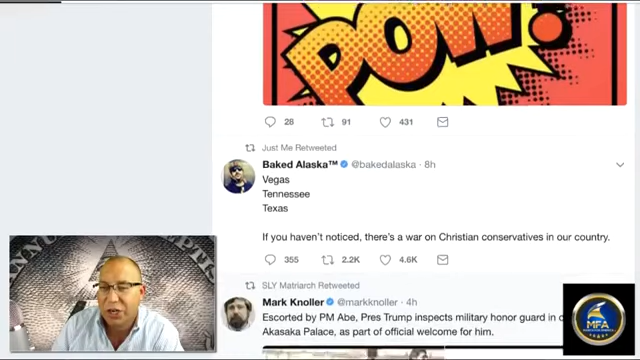 POW!
28 91 431
Just Me Retweeted
Baked Alaska™ @bakedalaska · 8h
Vegas
Tennessee
Texas
If you haven't noticed, there's a war on Christian conservatives in our country.
355 2.2K 4.6K
SLY Matriarch Retweeted
Mark Knoller @markknoller · 4h
Escorted by PM Abe, Pres Trump inspects military honor guard in
Akasaka Palace, as part of official welcome for him.
ANNUIT CŒPTIS
MFA